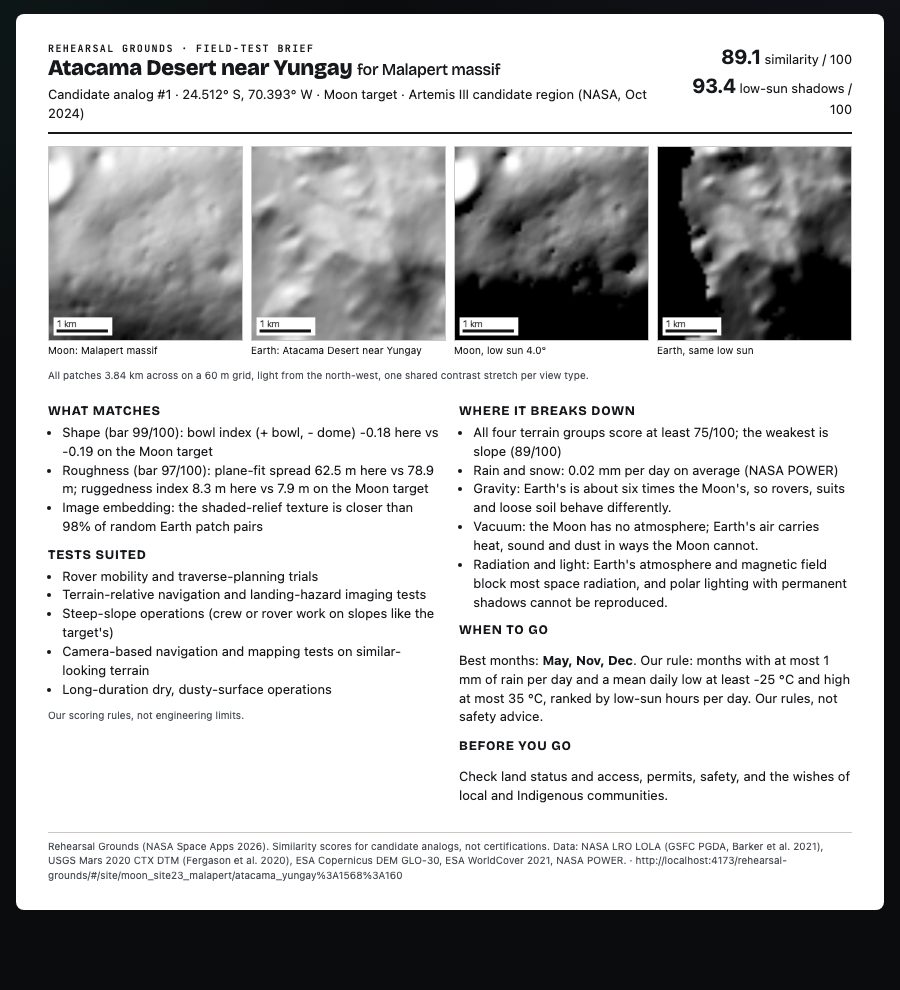 REHEARSAL GROUNDS · FIELD-TEST BRIEF
Atacama Desert near Yungay for Malapert massif
Candidate analog #1 · 24.512° S, 70.393° W · Moon target · Artemis III candidate region (NASA, Oct
2024)
89.1 similarity / 100
93.4 low-sun shadows /
100
1 km
1 km
1 km
1 km
Moon: Malapert massif
Earth: Atacama Desert near Yungay
Moon, low sun 4.0°
Earth, same low sun
All patches 3.84 km across on a 60 m grid, light from the north-west, one shared contrast stretch per view type.
WHAT MATCHES
• Shape (bar 99/100): bowl index (+ bowl, - dome) -0.18 here vs
-0.19 on the Moon target
• Roughness (bar 97/100): plane-fit spread 62.5 m here vs 78.9
m; ruggedness index 8.3 m here vs 7.9 m on the Moon target
• Image embedding: the shaded-relief texture is closer than
98% of random Earth patch pairs
TESTS SUITED
• Rover mobility and traverse-planning trials
• Terrain-relative navigation and landing-hazard imaging tests
• Steep-slope operations (crew or rover work on slopes like the
target's)
• Camera-based navigation and mapping tests on similar-
looking terrain
• Long-duration dry, dusty-surface operations
Our scoring rules, not engineering limits.
WHERE IT BREAKS DOWN
• All four terrain groups score at least 75/100; the weakest is
slope (89/100)
• Rain and snow: 0.02 mm per day on average (NASA POWER)
• Gravity: Earth's is about six times the Moon's, so rovers, suits
and loose soil behave differently.
• Vacuum: the Moon has no atmosphere; Earth's air carries
heat, sound and dust in ways the Moon cannot.
• Radiation and light: Earth's atmosphere and magnetic field
block most space radiation, and polar lighting with permanent
shadows cannot be reproduced.
WHEN TO GO
Best months: May, Nov, Dec. Our rule: months with at most 1
mm of rain per day and a mean daily low at least -25 °C and high
at most 35 °C, ranked by low-sun hours per day. Our rules, not
safety advice.
BEFORE YOU GO
Check land status and access, permits, safety, and the wishes of
local and Indigenous communities.
Rehearsal Grounds (NASA Space Apps 2026). Similarity scores for candidate analogs, not certifications. Data: NASA LRO LOLA (GSFC PGDA, Barker et al. 2021),
USGS Mars 2020 CTX DTM (Fergason et al. 2020), ESA Copernicus DEM GLO-30, ESA WorldCover 2021, NASA POWER. · http://localhost:4173/rehearsal-
grounds/#/site/moon_site23_malapert/atacama_yungay%3A1568%3A160